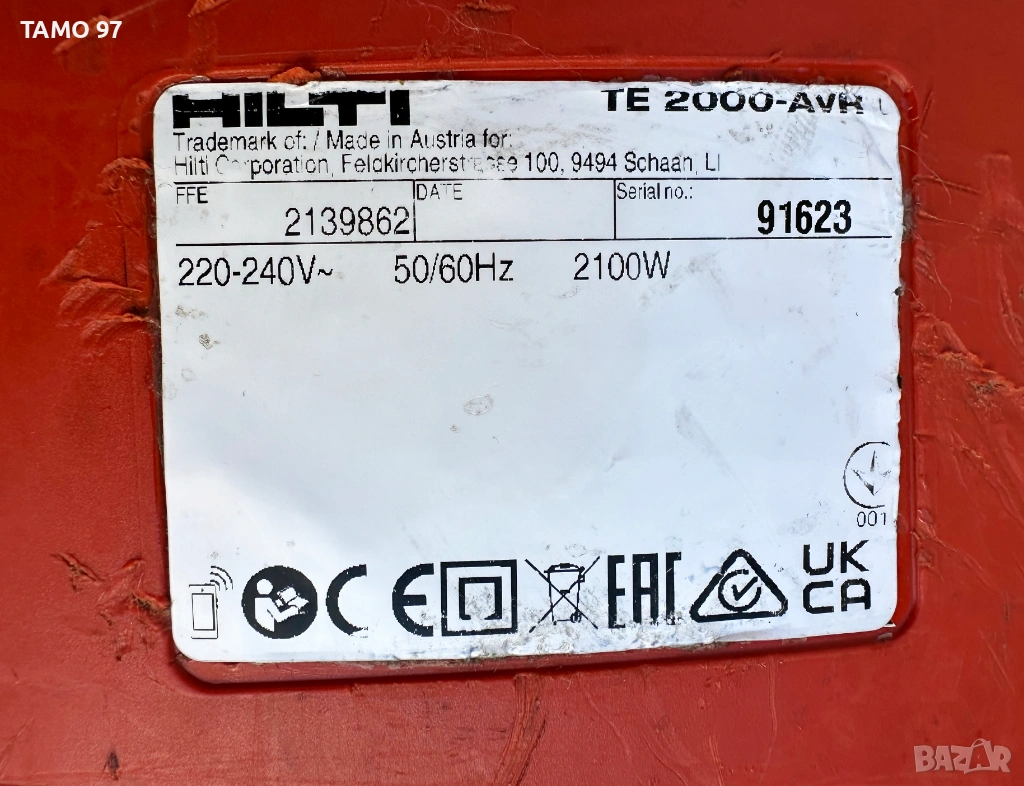 TAMO 97
HILTI TE 2000-AVR
Trademark of: / Made in Austria for:
Hilti Corporation, Feldkircherstrasse 100, 9494 Schaan, LI
FFE DATE Serial no.:
2139862 91623
220-240V~ 50/60Hz 2100W
001
CE EAC UK
CA
BAZAR